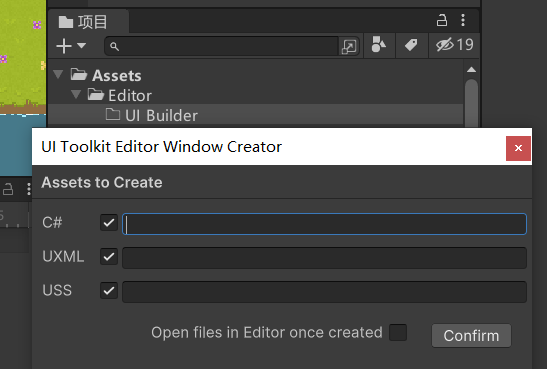 项目
19
Assets
Editor
UI Builder
UI Toolkit Editor Window Creator
Assets to Create
C#
UXML
USS
Open files in Editor once created
Confirm